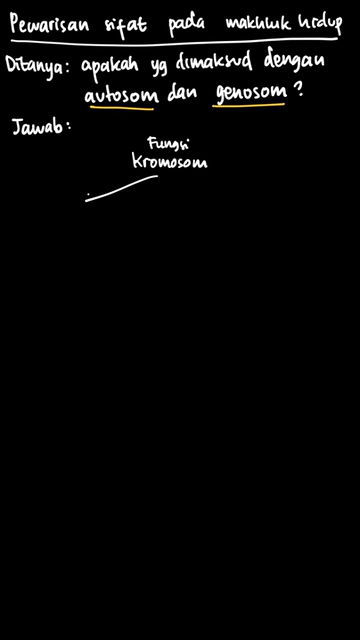 Pewarisan sifat pada makhluk hidup
Ditanya: apakah yg dimaksud dengan
autosom dan genosom?
Jawab:
Fungsi
Kromosom